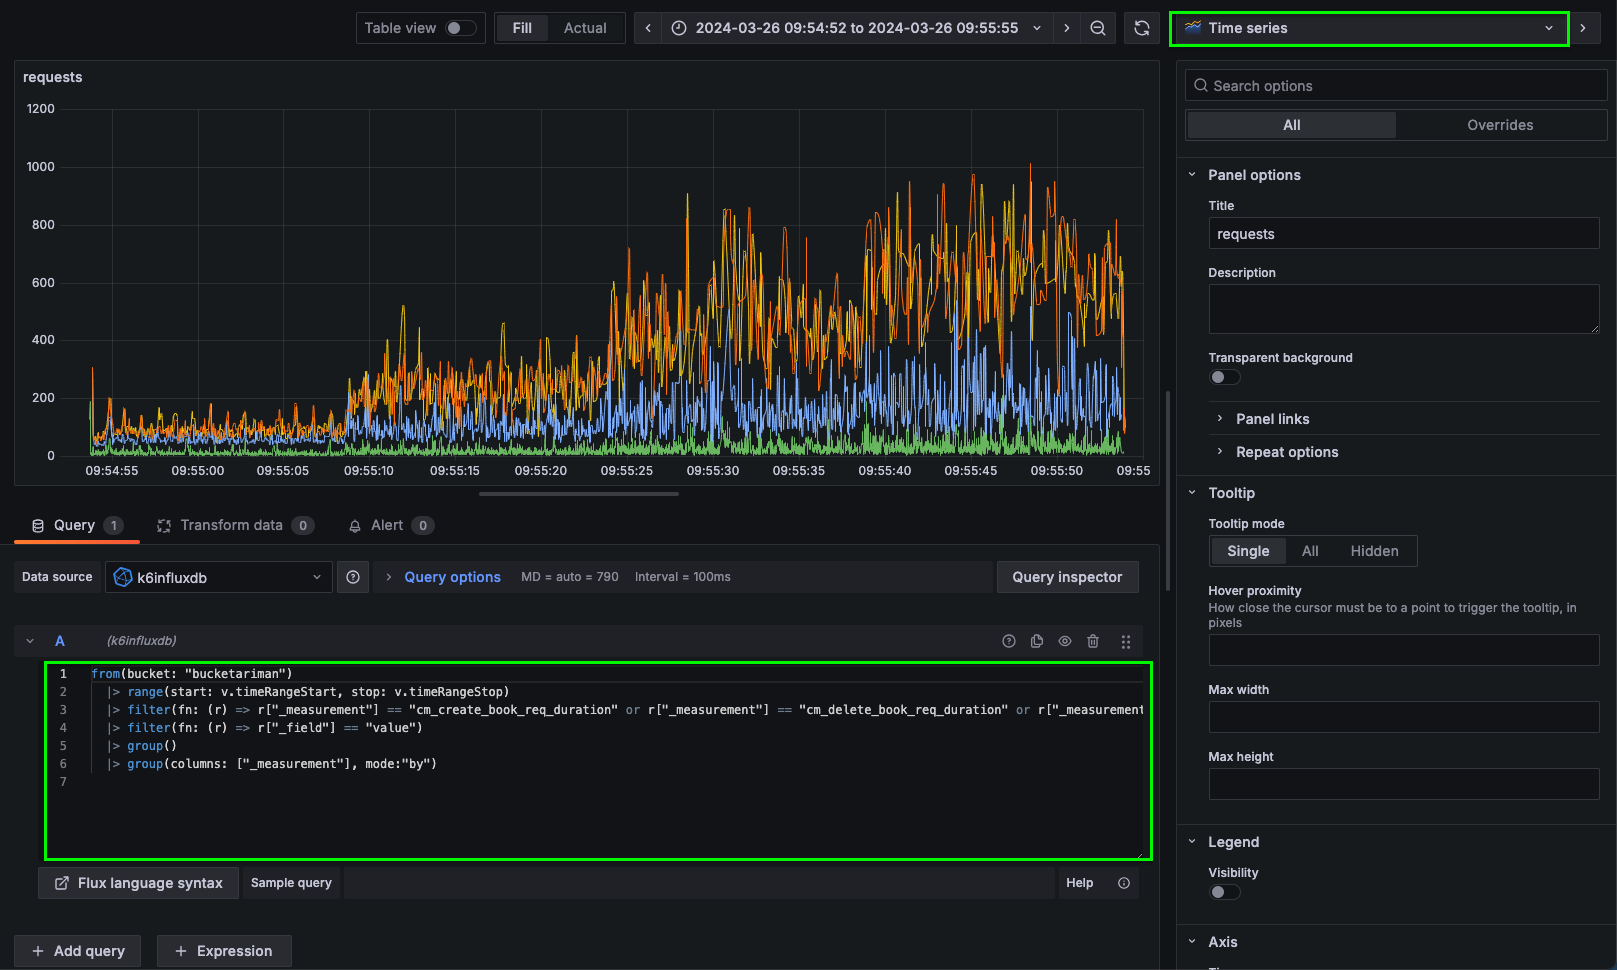 Table view
Fill
Actual
2024-03-26 09:54:52 to 2024-03-26 09:55:55
Time series
requests
1200
1000
800
600
400
200
0
09:54:55 09:55:00 09:55:05 09:55:10 09:55:15 09:55:20 09:55:25 09:55:30 09:55:35 09:55:40 09:55:45 09:55:50 09:55
Query 1
Transform data 0
Alert 0
Data source
k6influxdb
Query options
MD = auto = 790
Interval = 100ms
Query inspector
A
(k6influxdb)
1 from(bucket: "bucketariman")
2 |> range(start: v.timeRangeStart, stop: v.timeRangeStop)
3 |> filter(fn: (r) => r["_measurement"] == "cm_create_book_req_duration" or r["_measurement"] == "cm_delete_book_req_duration" or r["_measurement
4 |> filter(fn: (r) => r["_field"] == "value")
5 |> group()
6 |> group(columns: ["_measurement"], mode:"by")
7
Flux language syntax
Sample query
Help
+ Add query
+ Expression
Search options
All
Overrides
Panel options
Title
requests
Description
Transparent background
Panel links
Repeat options
Tooltip
Tooltip mode
Single
All
Hidden
Hover proximity
How close the cursor must be to a point to trigger the tooltip, in
pixels
Max width
Max height
Legend
Visibility
Axis